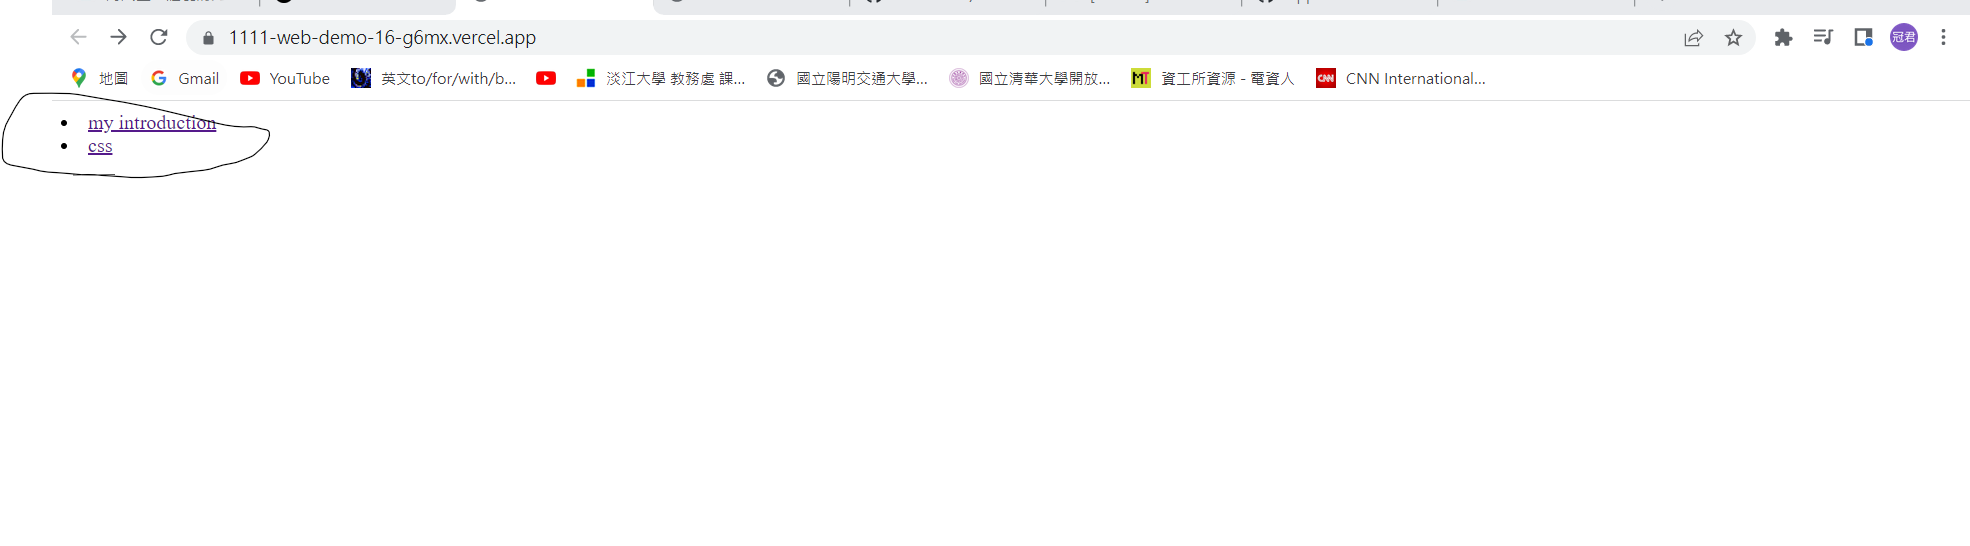 1111-web-demo-16-g6mx.vercel.app
冠君
地圖 Gmail YouTube 英文to/for/with/b... 淡江大學 教務處 課... 國立陽明交通大學... 國立清華大學開放... MT 資工所資源 - 電資人 CNN CNN International...
my introduction
css